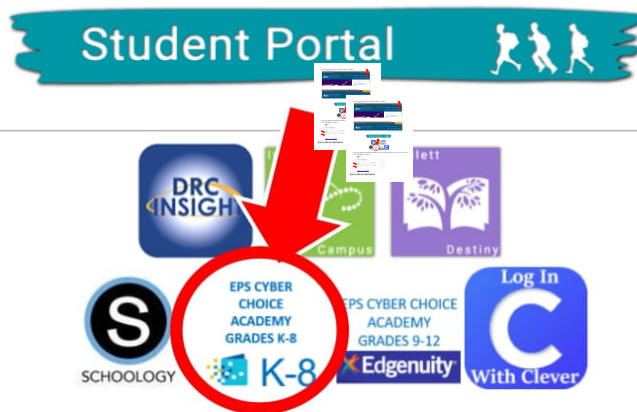 Student Portal
DRC
INSIGHT
Campus
lett
Destiny
S
SCHOOLOGY
EPS CYBER
CHOICE
ACADEMY
GRADES K-8
K-8
EPS CYBER CHOICE
ACADEMY
GRADES 9-12
Edgenuity
Log In
C
With Clever